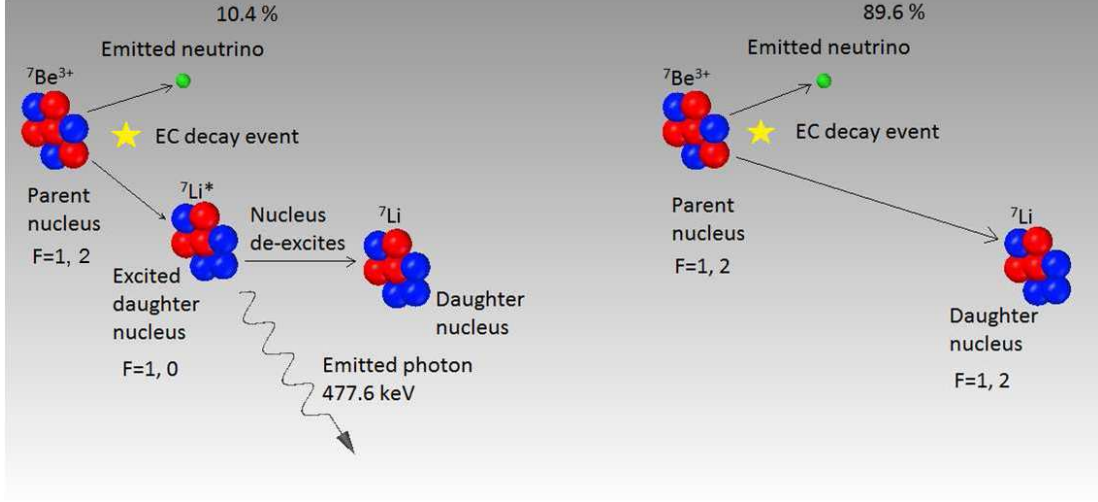 10.4 %
Emitted neutrino
⁷Be³⁺
EC decay event
⁷Li*
Parent
nucleus
F=1, 2
Nucleus
de-excites
⁷Li
Excited
daughter
nucleus
F=1, 0
Daughter
nucleus
Emitted photon
477.6 keV
89.6 %
Emitted neutrino
⁷Be³⁺
EC decay event
Parent
nucleus
F=1, 2
⁷Li
Daughter
nucleus
F=1, 2